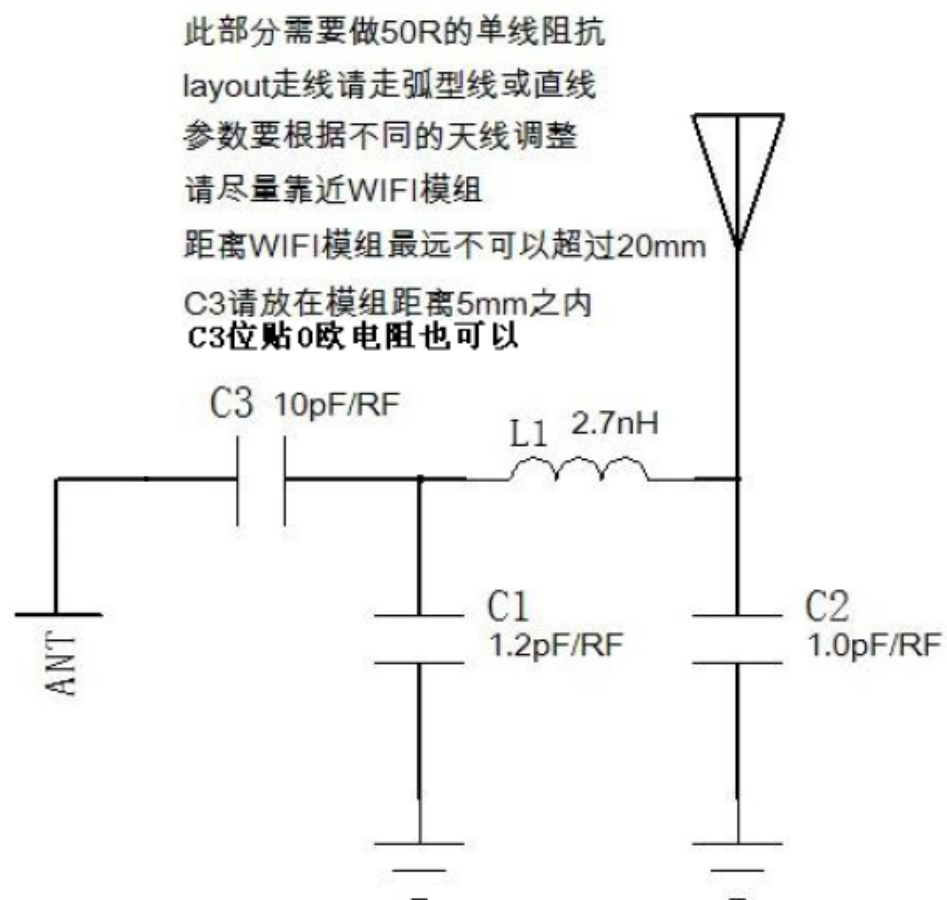 此部分需要做50R的单线阻抗
layout走线请走弧型线或直线
参数要根据不同的天线调整
请尽量靠近WIFI模组
距离WIFI模组最远不可以超过20mm
C3请放在模组距离5mm之内
C3位贴0欧电阻也可以
C3 10pF/RF
L1 2.7nH
C1
1.2pF/RF
C2
1.0pF/RF
ANT